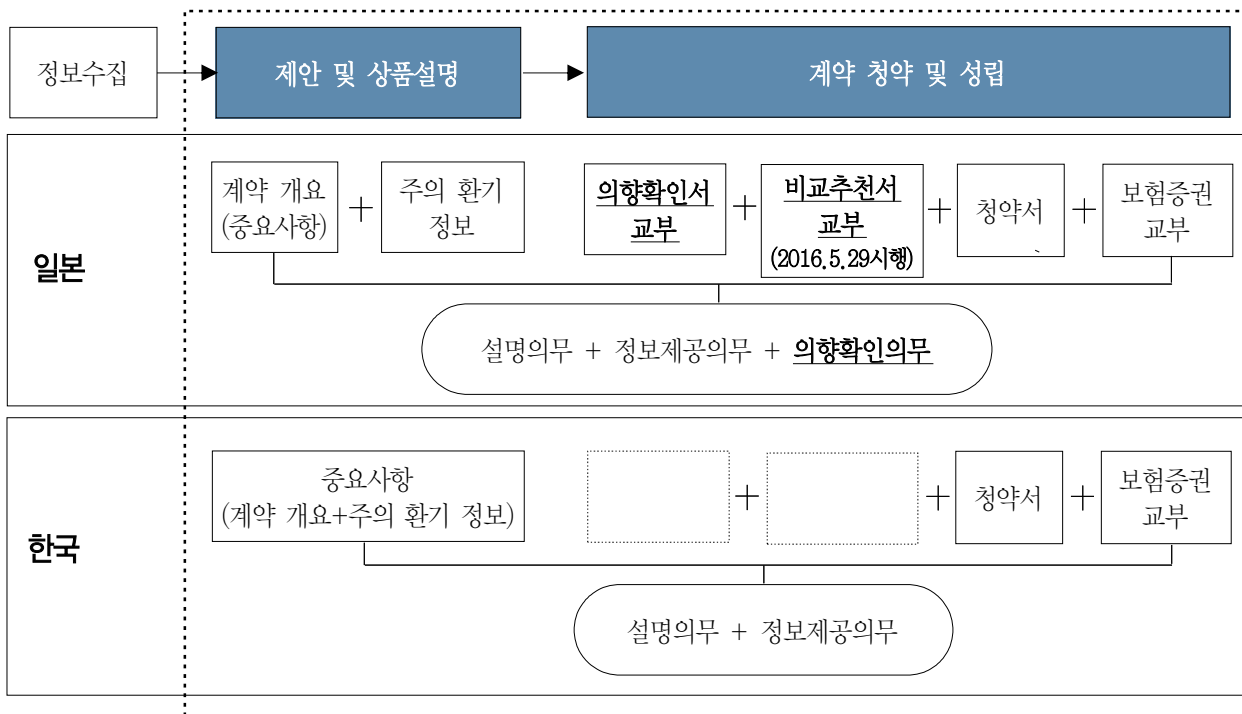 정보수집
제안 및 상품설명
계약 청약 및 성립
일본
계약 개요
(중요사항)
+
주의 환기
정보
의향확인서
교부
+
비교추천서
교부
(2016.5.29시행)
+
청약서
+
보험증권
교부
설명의무 + 정보제공의무 + 의향확인의무
한국
중요사항
(계약 개요+주의 환기 정보)
+
+
청약서
+
보험증권
교부
설명의무 + 정보제공의무